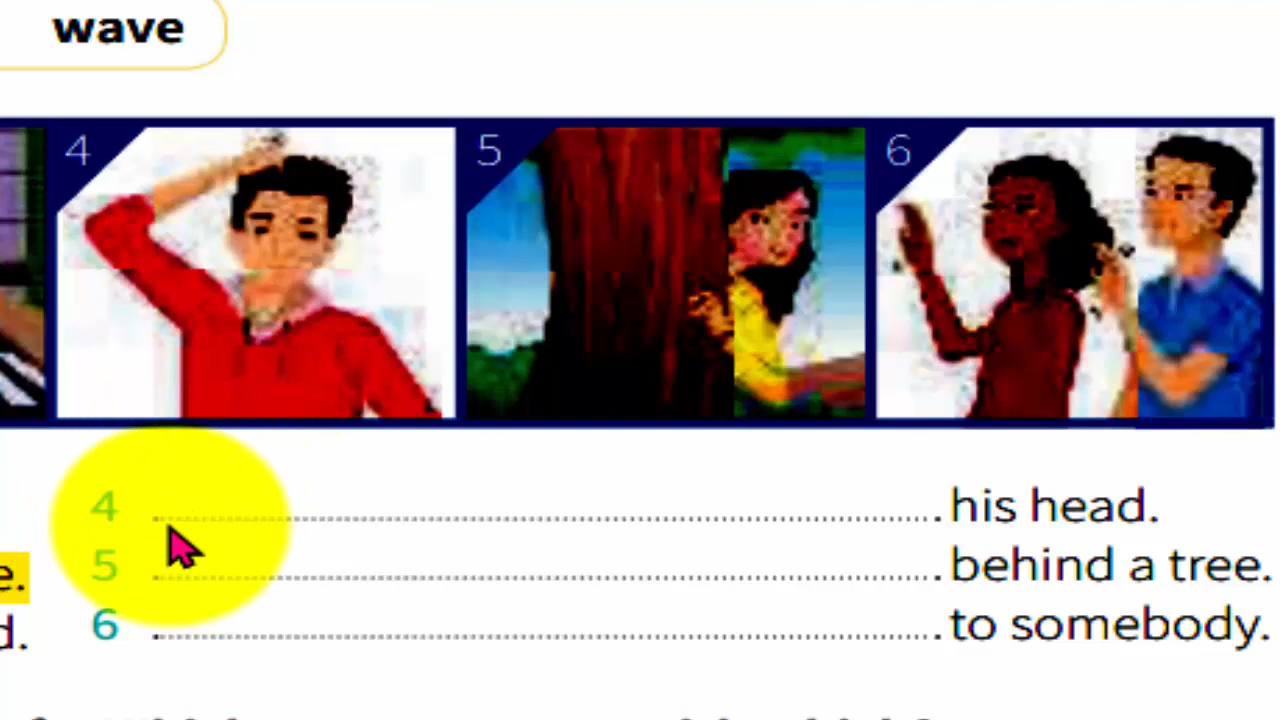 wave
4 5 6
4 his head.
e. 5 behind a tree.
d. 6 to somebody.